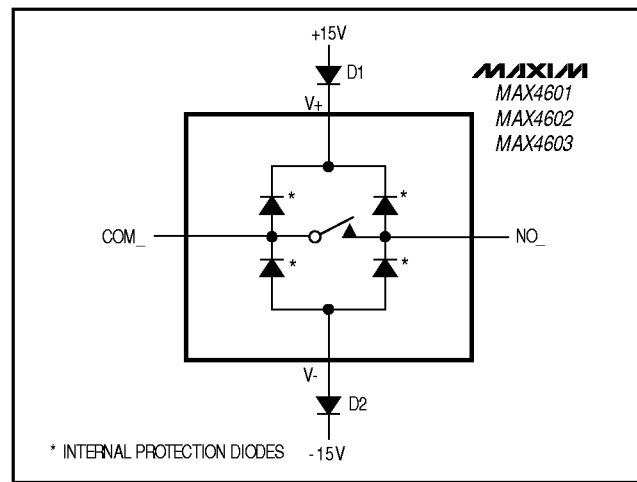 +15V
D1
MAXIM
V+
MAX4601
MAX4602
MAX4603
*
*
COM_
NO_
*
*
V-
D2
* INTERNAL PROTECTION DIODES
-15V